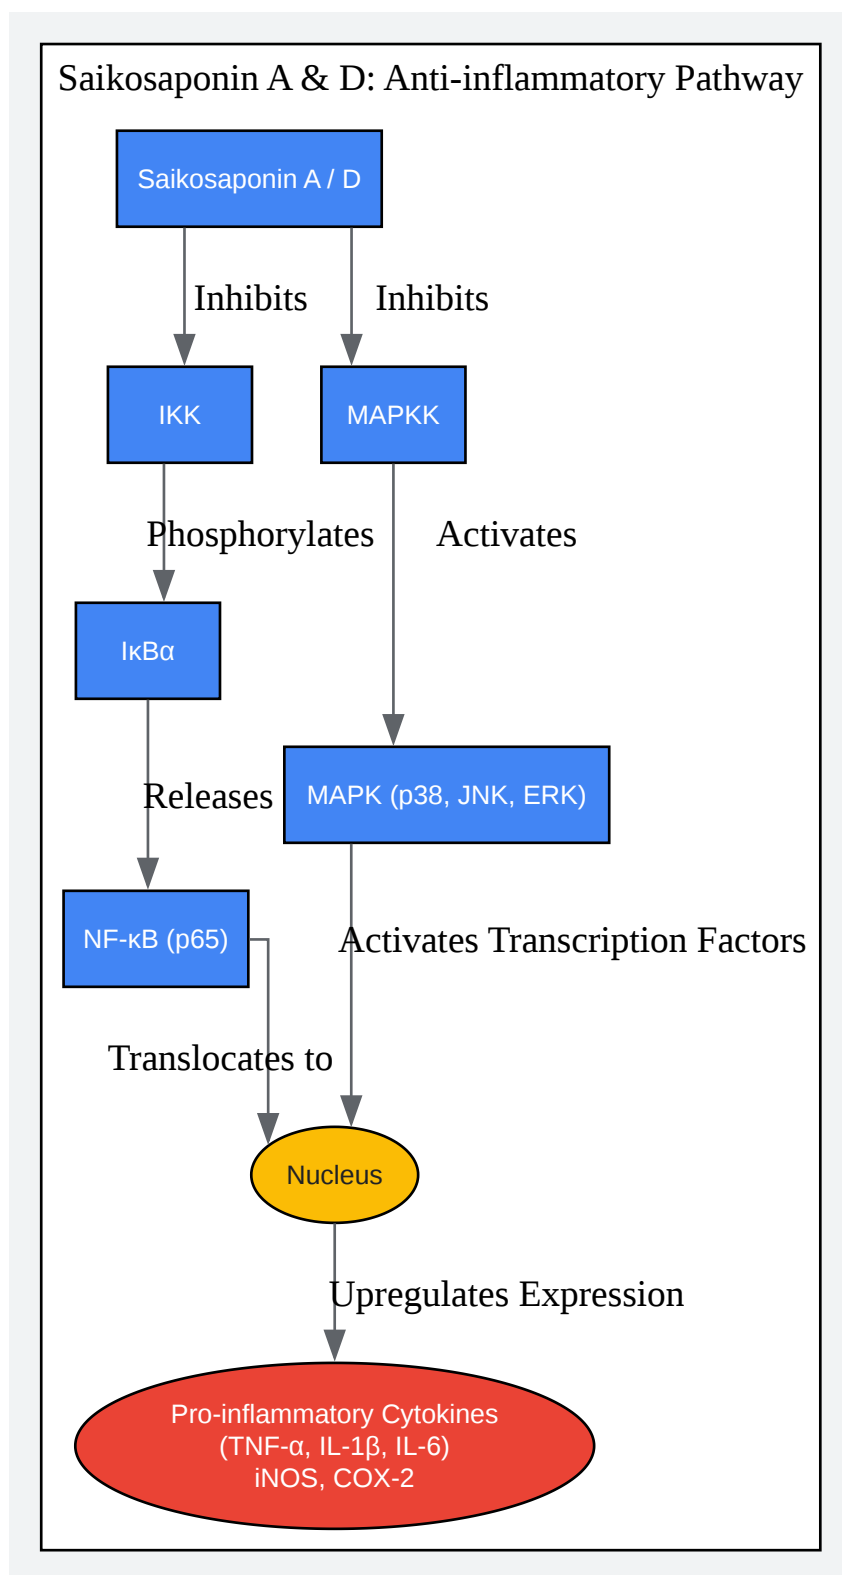 Saikosaponin A & D: Anti-inflammatory Pathway
Saikosaponin A / D
Inhibits
Inhibits
IKK
MAPKK
Phosphorylates
Activates
IκBα
Releases
MAPK (p38, JNK, ERK)
NF-κB (p65)
Activates Transcription Factors
Translocates to
Nucleus
Upregulates Expression
Pro-inflammatory Cytokines
(TNF-α, IL-1β, IL-6)
iNOS, COX-2